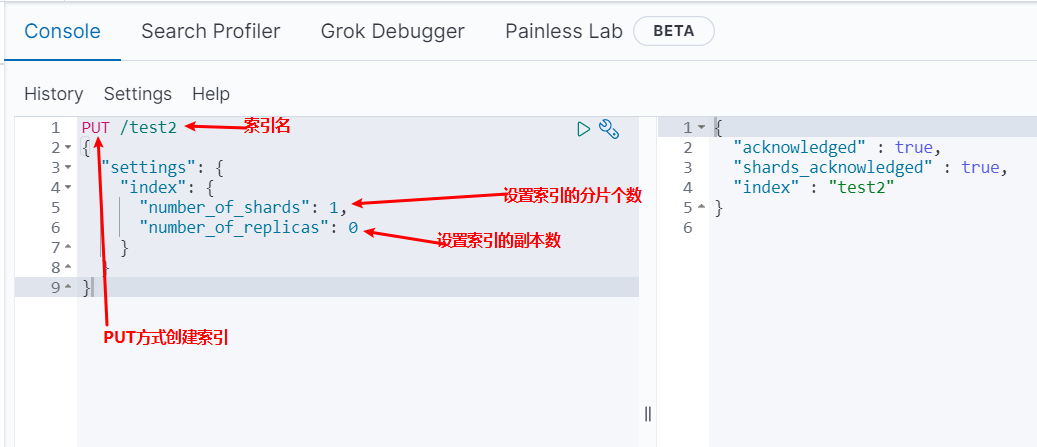 Console Search Profiler Grok Debugger Painless Lab BETA
History Settings Help
1 PUT /test2 索引名
2 {
3 "settings": {
4 "index": {
5 "number_of_shards": 1, 设置索引的分片个数
6 "number_of_replicas": 0 设置索引的副本数
7 }
8 }
9 }
PUT方式创建索引
1 {
2 "acknowledged" : true,
3 "shards_acknowledged" : true,
4 "index" : "test2"
5 }
6